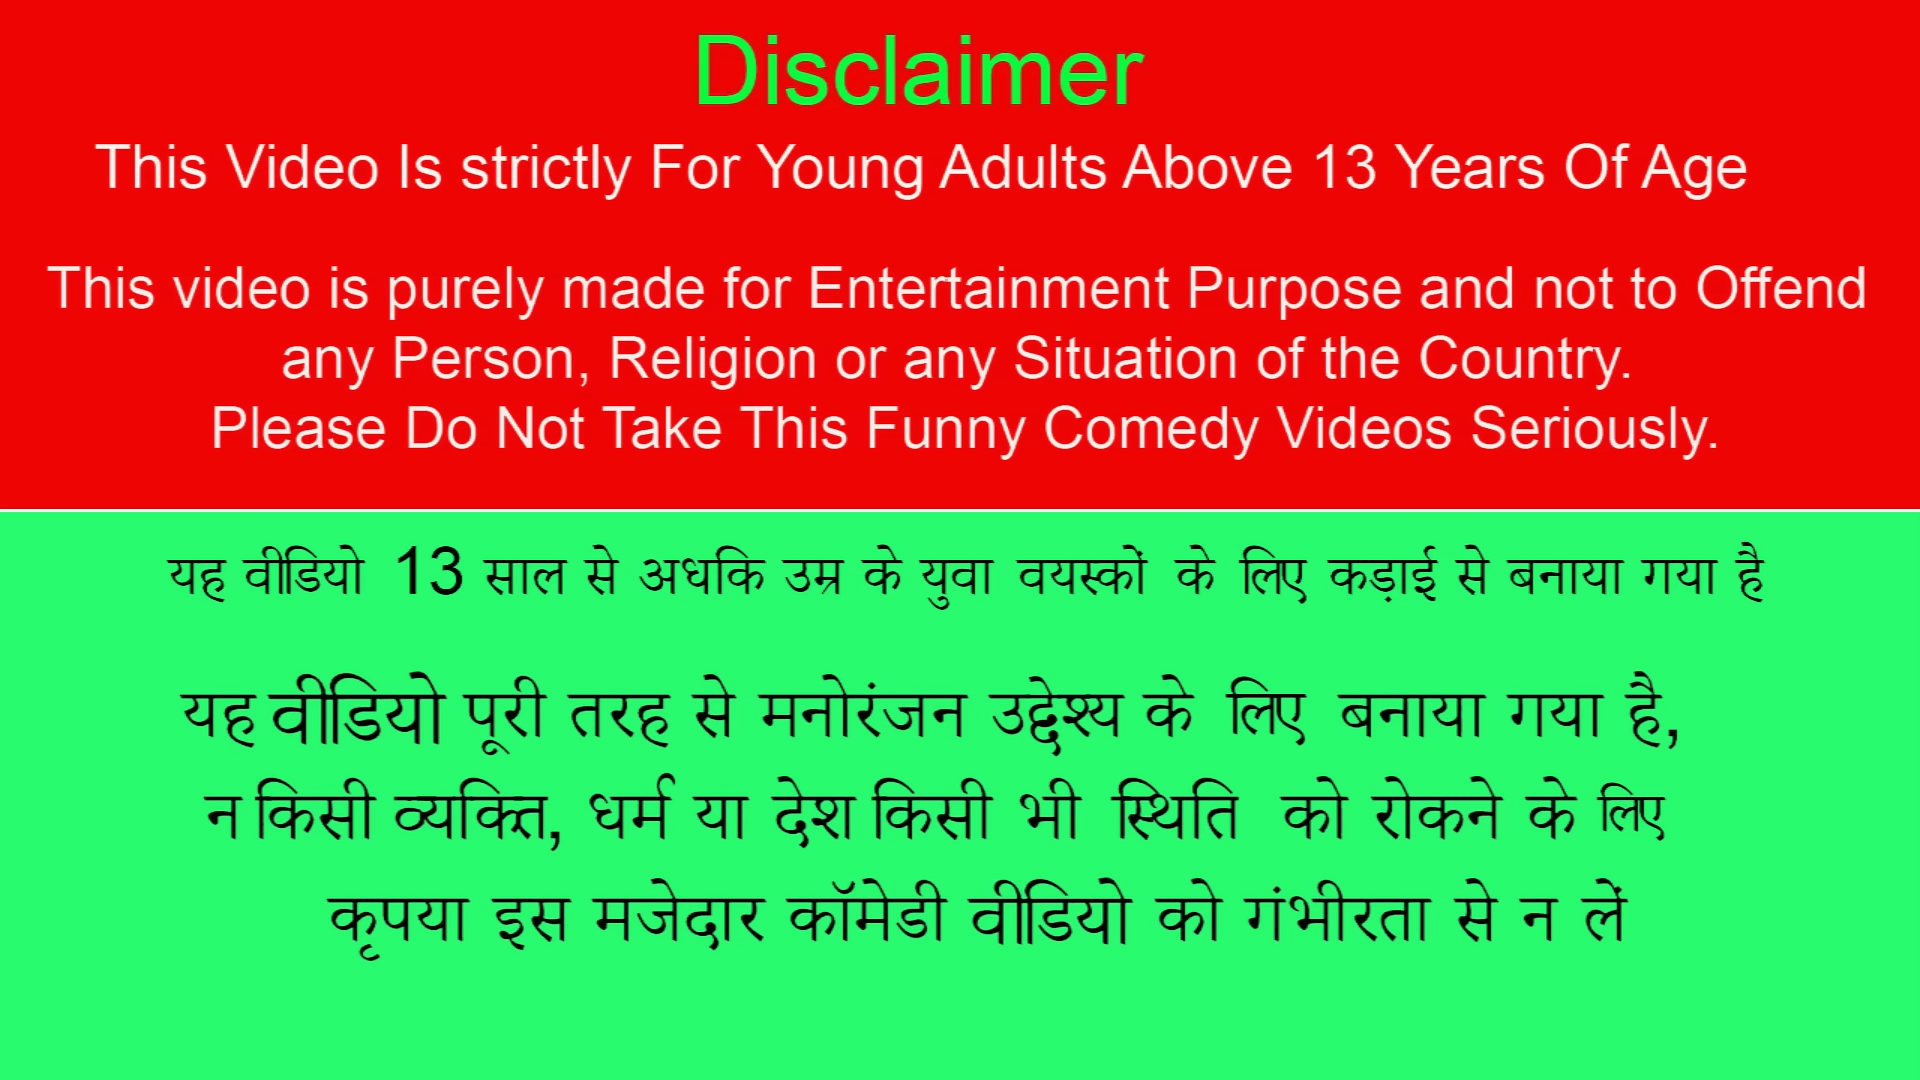 Disclaimer
This Video Is strictly For Young Adults Above 13 Years Of Age
This video is purely made for Entertainment Purpose and not to Offend
any Person, Religion or any Situation of the Country.
Please Do Not Take This Funny Comedy Videos Seriously.
यह वीडियो 13 साल से अधकि उम्र के युवा वयस्कों के लिए कड़ाई से बनाया गया है
यह वीडियो पूरी तरह से मनोरंजन उद्देश्य के लिए बनाया गया है,
न किसी व्यक्ति, धर्म या देश किसी भी स्थिति को रोकने के लिए
कृपया इस मजेदार कॉमेडी वीडियो को गंभीरता से न लें